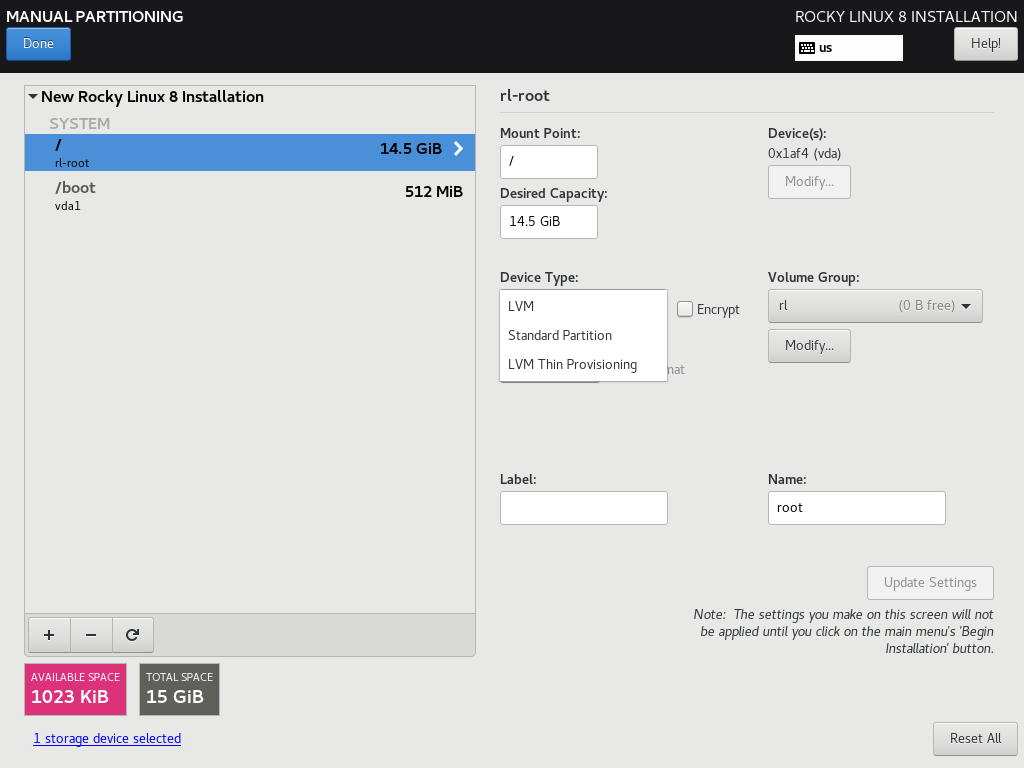 MANUAL PARTITIONING
ROCKY LINUX 8 INSTALLATION
Done
us
Help!
New Rocky Linux 8 Installation
SYSTEM
/
rl-root
14.5 GiB
/boot
vda1
512 MiB
rl-root
Mount Point:
/
Desired Capacity:
14.5 GiB
Device(s):
0x1af4 (vda)
Modify...
Device Type:
LVM
Standard Partition
LVM Thin Provisioning
Encrypt
mat
Volume Group:
rl (0 B free)
Modify...
Label:
Name:
root
Update Settings
Note: The settings you make on this screen will not
be applied until you click on the main menu's 'Begin
Installation' button.
+ −
AVAILABLE SPACE
1023 KiB
TOTAL SPACE
15 GiB
1 storage device selected
Reset All